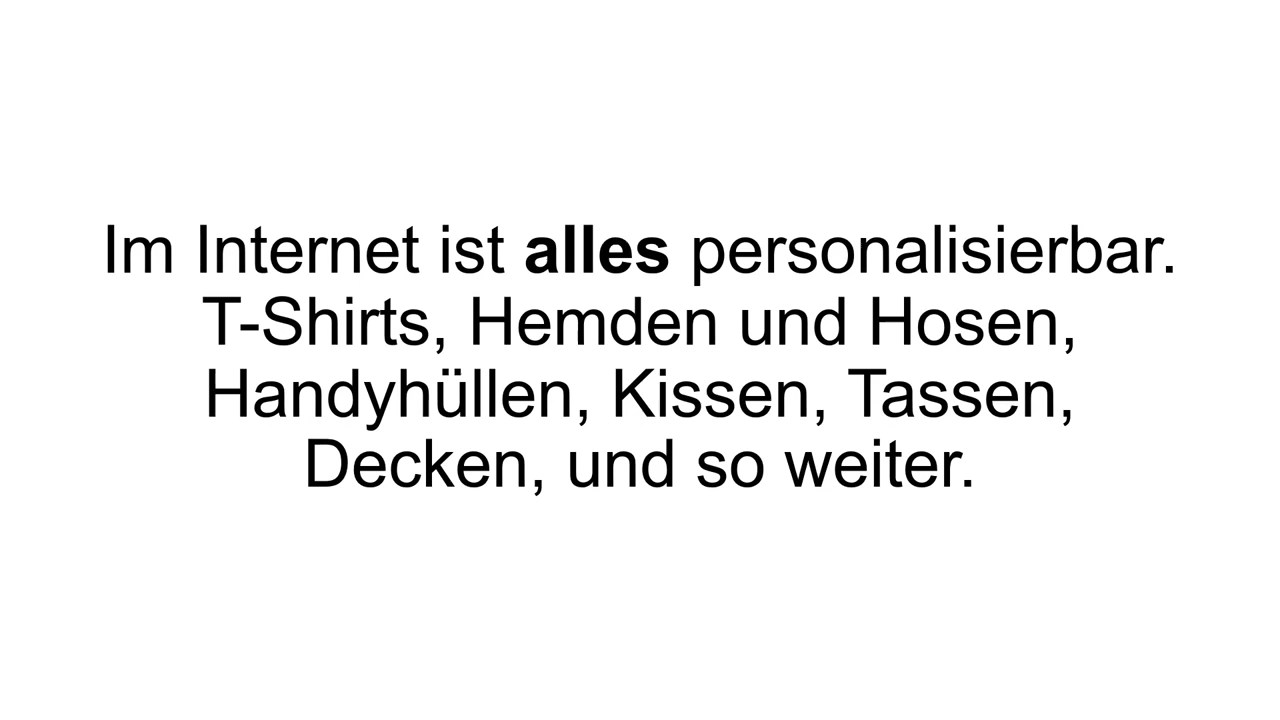 Im Internet ist alles personalisierbar.
T-Shirts, Hemden und Hosen,
Handyhüllen, Kissen, Tassen,
Decken, und so weiter.